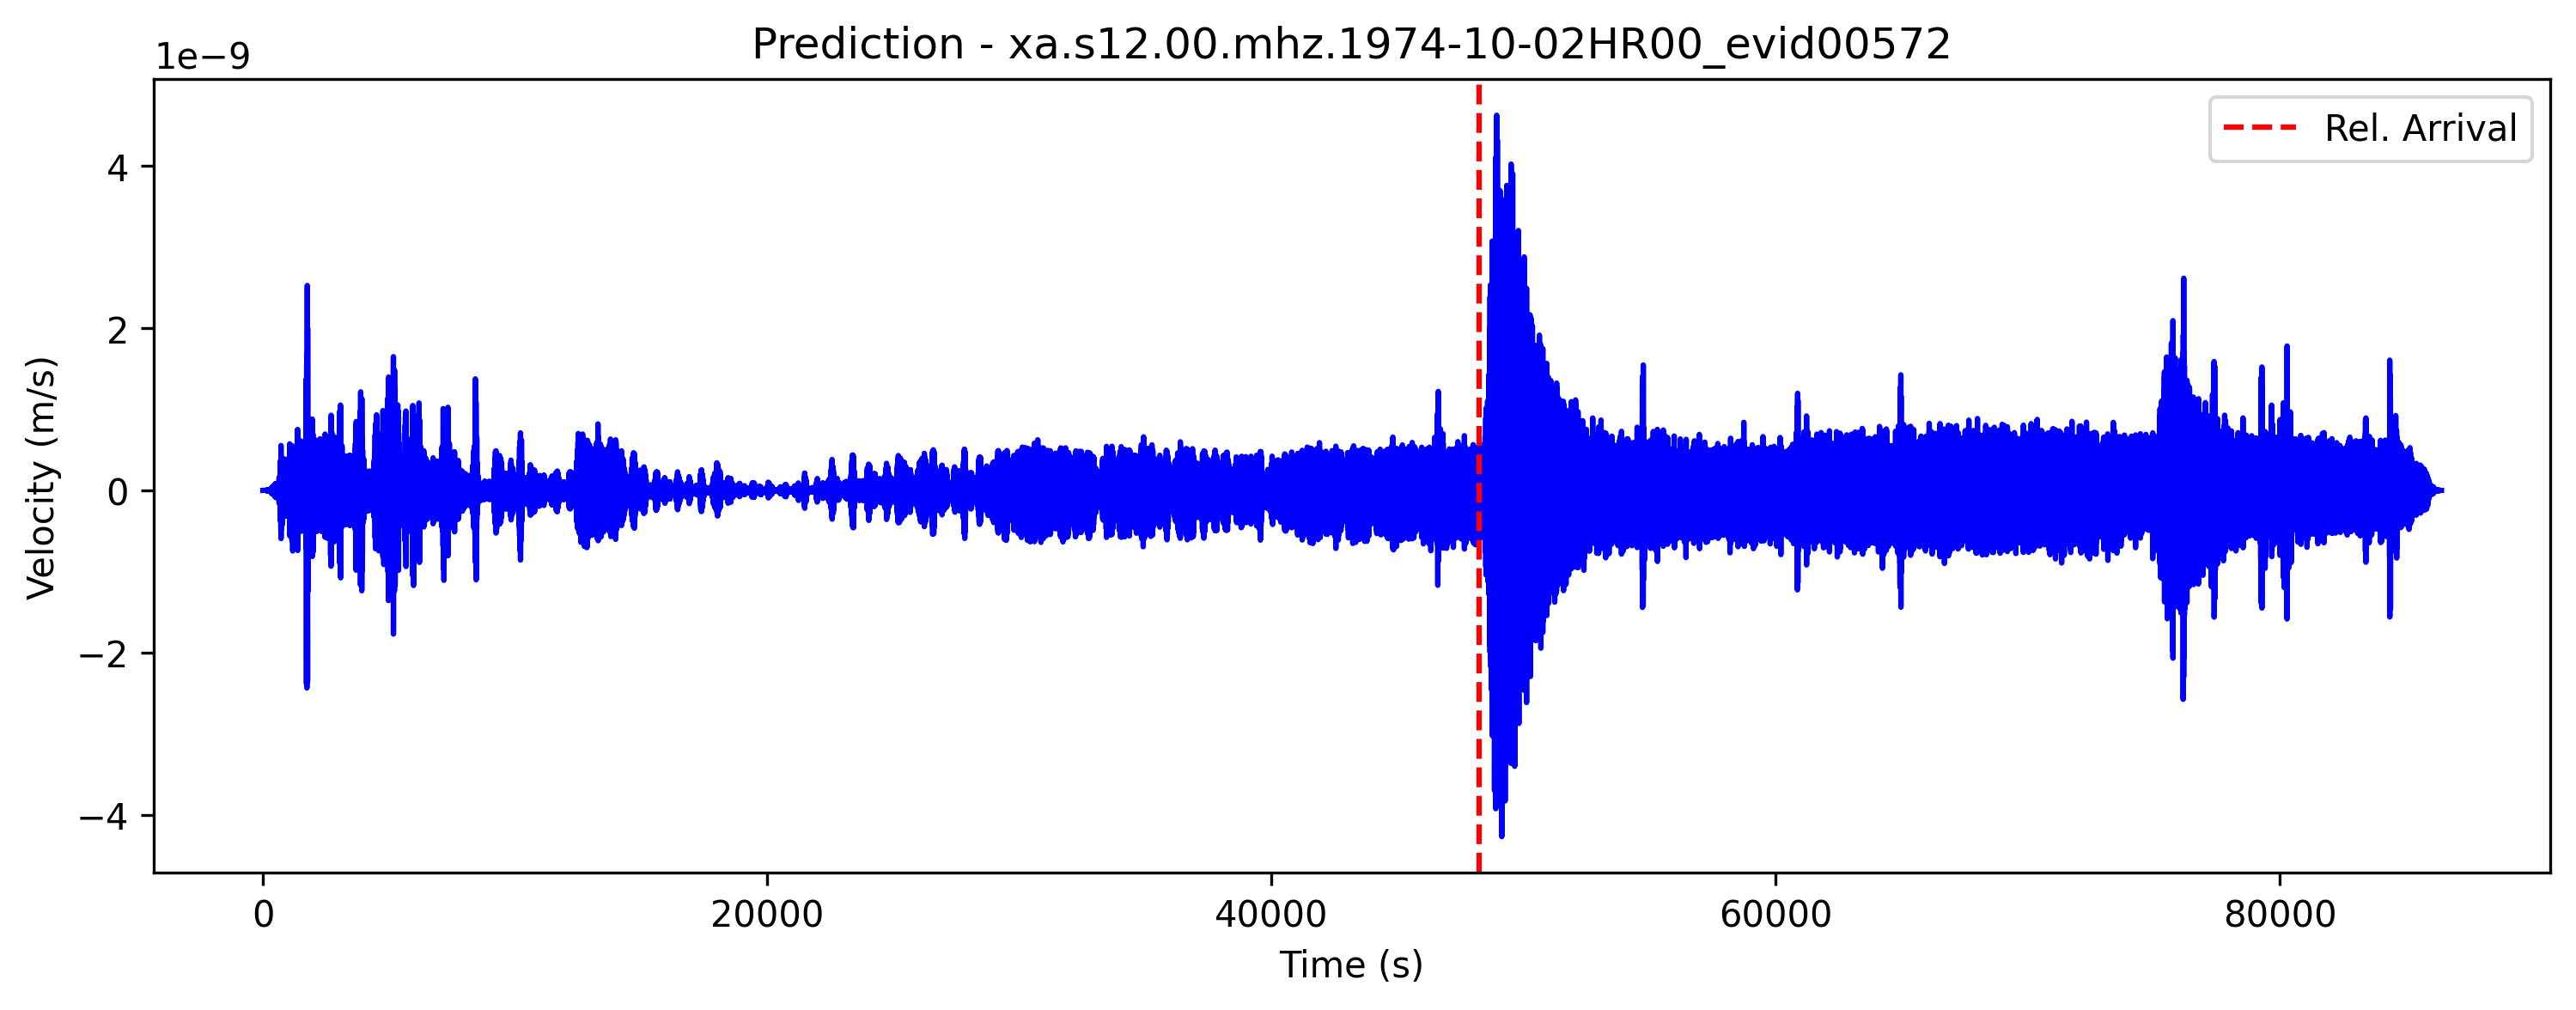 Prediction - xa.s12.00.mhz.1974-10-02HR00_evid00572
1e−9
Rel. Arrival
4
2
0
−2
−4
Velocity (m/s)
0 20000 40000 60000 80000
Time (s)